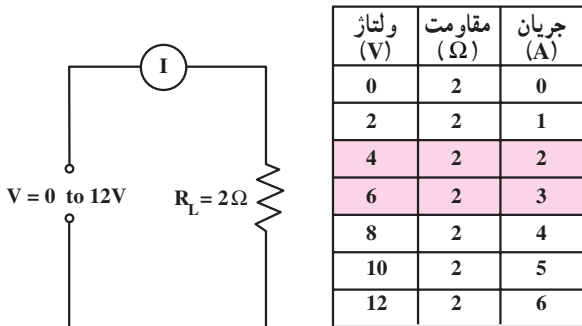 I
V = 0 to 12V
R_L = 2Ω
ولتاژ (V) | مقاومت (Ω) | جریان (A)
0 | 2 | 0
2 | 2 | 1
4 | 2 | 2
6 | 2 | 3
8 | 2 | 4
10 | 2 | 5
12 | 2 | 6